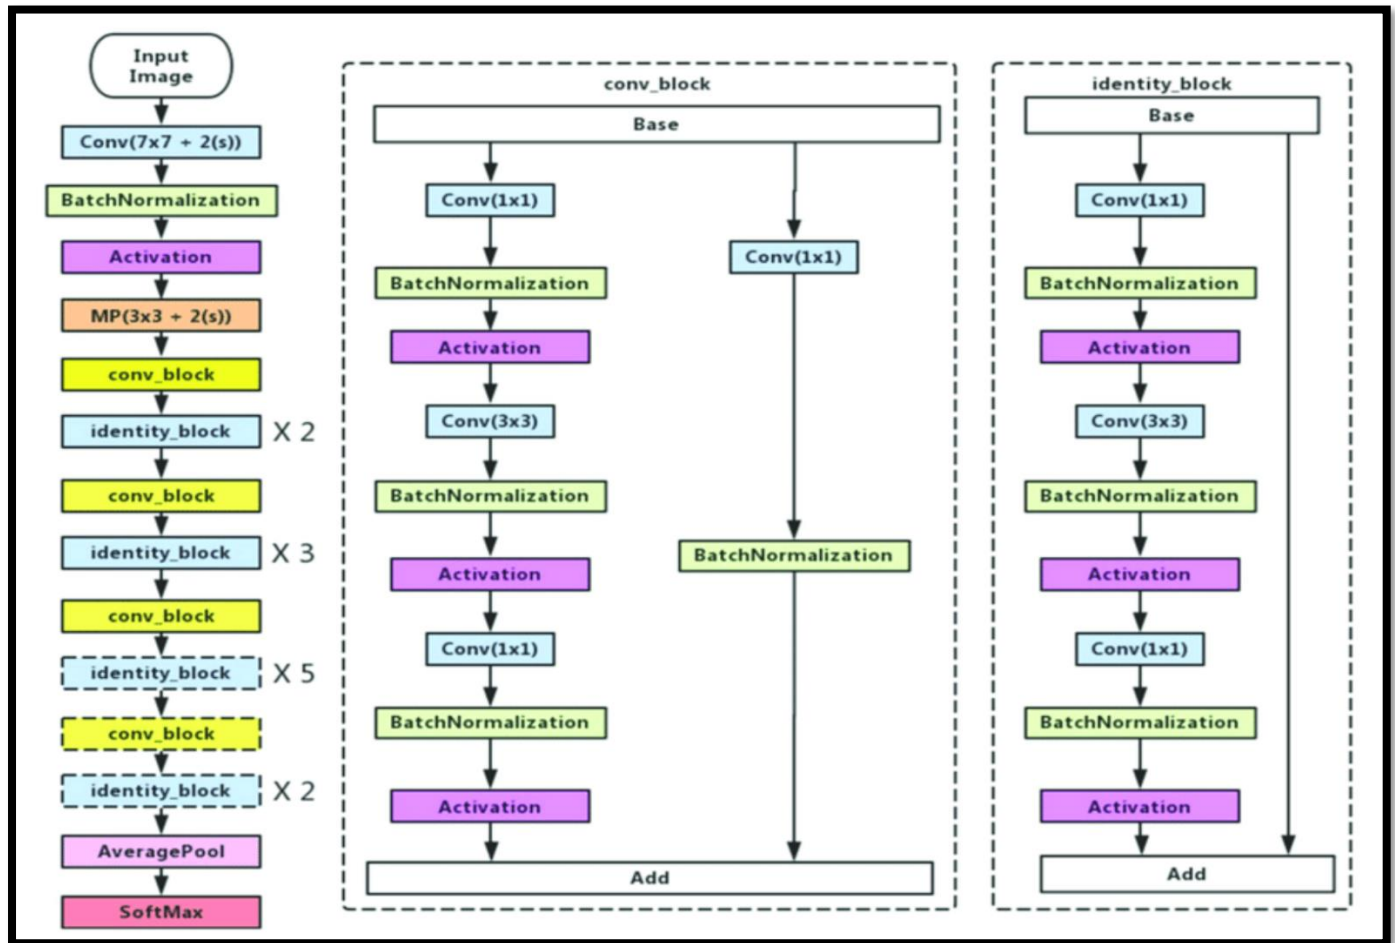 Input
Image
Conv(7x7 + 2(s))
BatchNormalization
Activation
MP(3x3 + 2(s))
conv_block
identity_block X 2
conv_block
identity_block X 3
conv_block
identity_block X 5
conv_block
identity_block X 2
AveragePool
SoftMax
conv_block
Base
Conv(1x1)
BatchNormalization
Activation
Conv(3x3)
BatchNormalization
Activation
Conv(1x1)
BatchNormalization
Activation
Conv(1x1)
BatchNormalization
Add
identity_block
Base
Conv(1x1)
BatchNormalization
Activation
Conv(3x3)
BatchNormalization
Activation
Conv(1x1)
BatchNormalization
Activation
Add